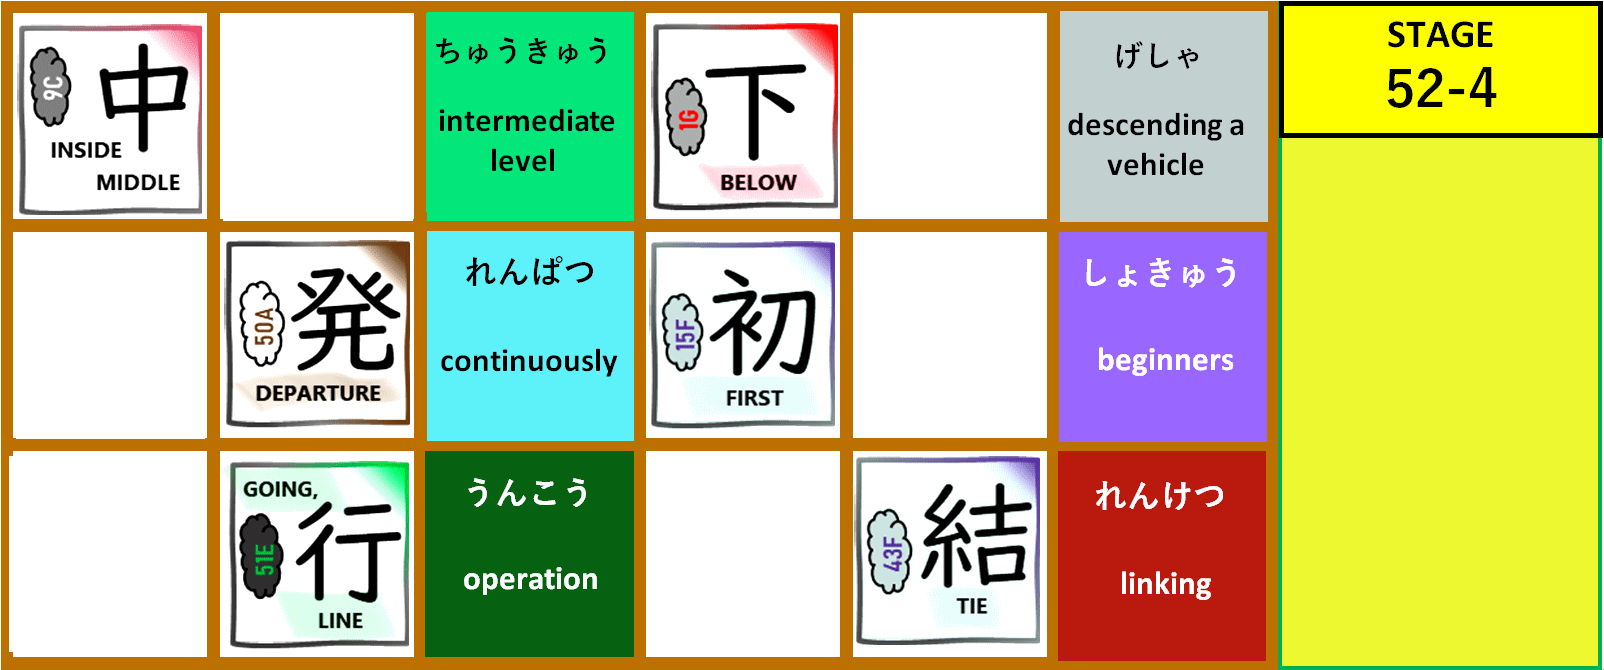 9C
中
INSIDE
MIDDLE
ちゅうきゅう
intermediate
level
1G
下
BELOW
げしゃ
descending a
vehicle
STAGE
52-4
50A
発
DEPARTURE
れんぱつ
continuously
15F
初
FIRST
しょきゅう
beginners
GOING,
51E
行
LINE
うんこう
operation
43F
結
TIE
れんけつ
linking